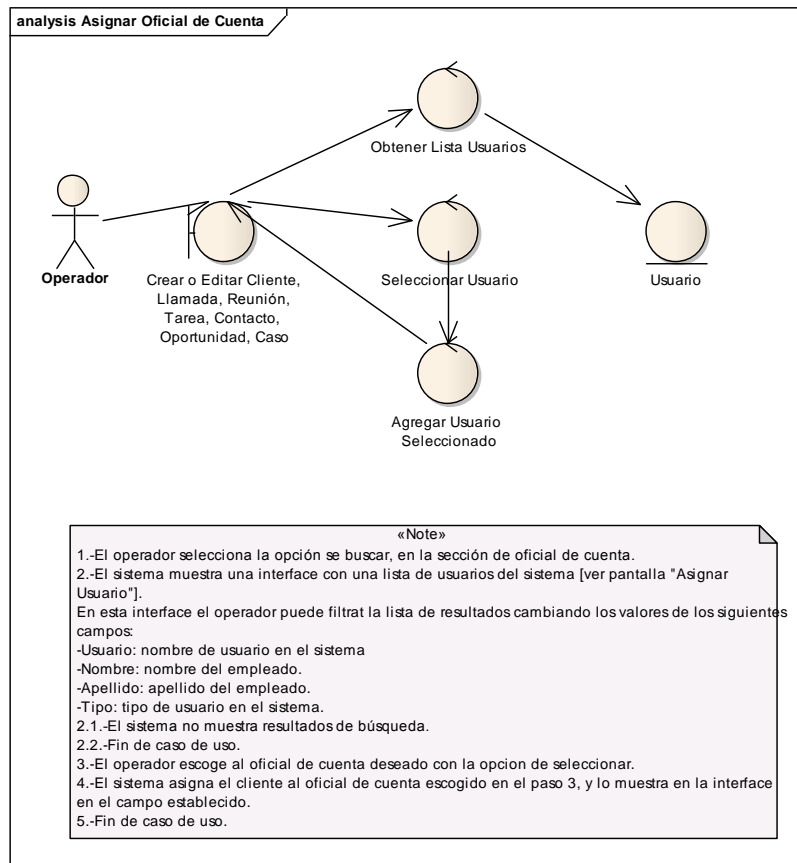 analysis Asignar Oficial de Cuenta
Obtener Lista Usuarios
Operador
Crear o Editar Cliente,
Llamada, Reunión,
Tarea, Contacto,
Oportunidad, Caso
Seleccionar Usuario
Usuario
Agregar Usuario
Seleccionado
«Note»
1.-El operador selecciona la opción se buscar, en la sección de oficial de cuenta.
2.-El sistema muestra una interface con una lista de usuarios del sistema [ver pantalla "Asignar
Usuario"].
En esta interface el operador puede filtrat la lista de resultados cambiando los valores de los siguientes
campos:
-Usuario: nombre de usuario en el sistema
-Nombre: nombre del empleado.
-Apellido: apellido del empleado.
-Tipo: tipo de usuario en el sistema.
2.1.-El sistema no muestra resultados de búsqueda.
2.2.-Fin de caso de uso.
3.-El operador escoge al oficial de cuenta deseado con la opcion de seleccionar.
4.-El sistema asigna el cliente al oficial de cuenta escogido en el paso 3, y lo muestra en la interface
en el campo establecido.
5.-Fin de caso de uso.